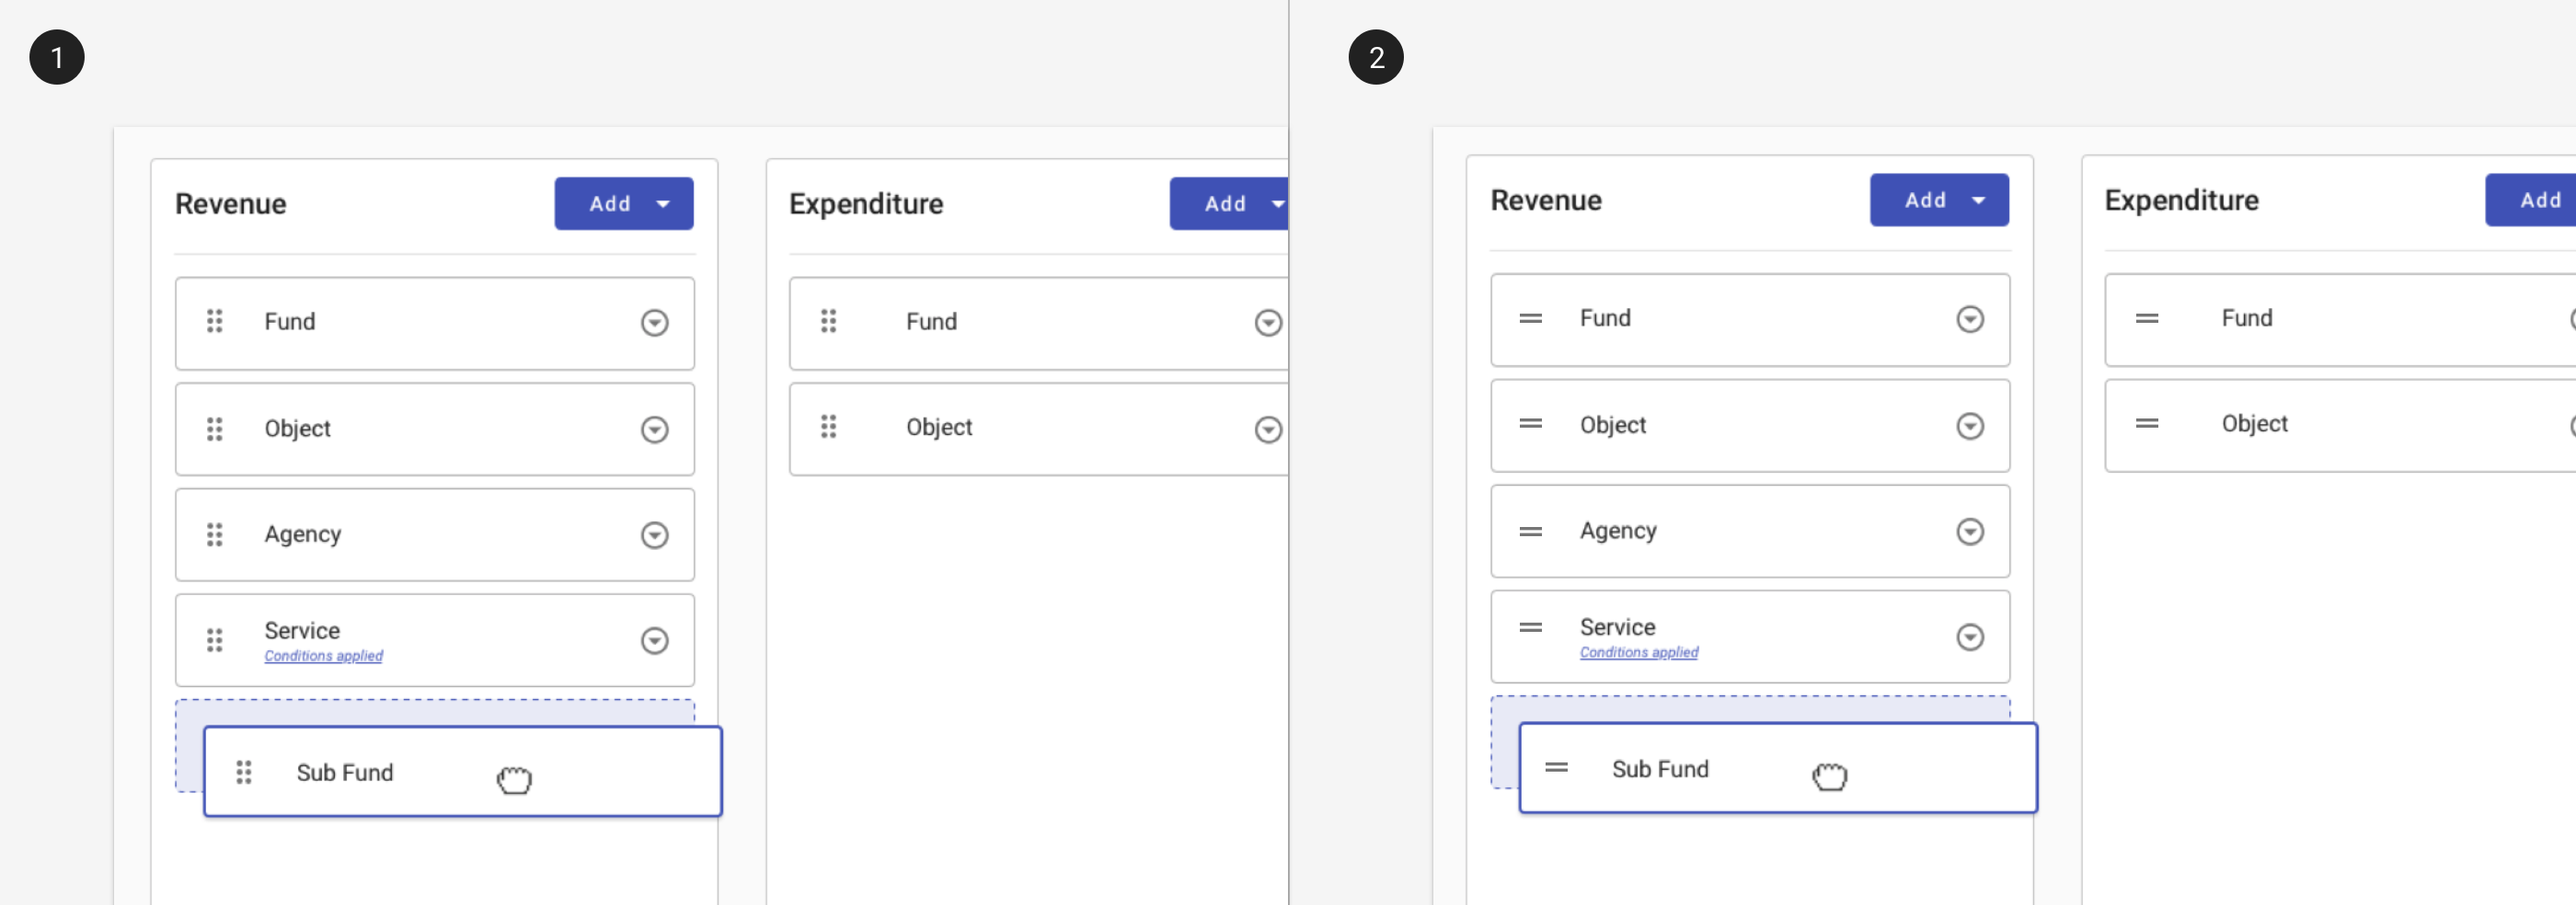 1
Revenue
Add
Expenditure
Add
Fund
Fund
Object
Object
Agency
Service
Conditions applied
Sub Fund
2
Revenue
Add
Expenditure
Add
Fund
Fund
Object
Object
Agency
Service
Conditions applied
Sub Fund